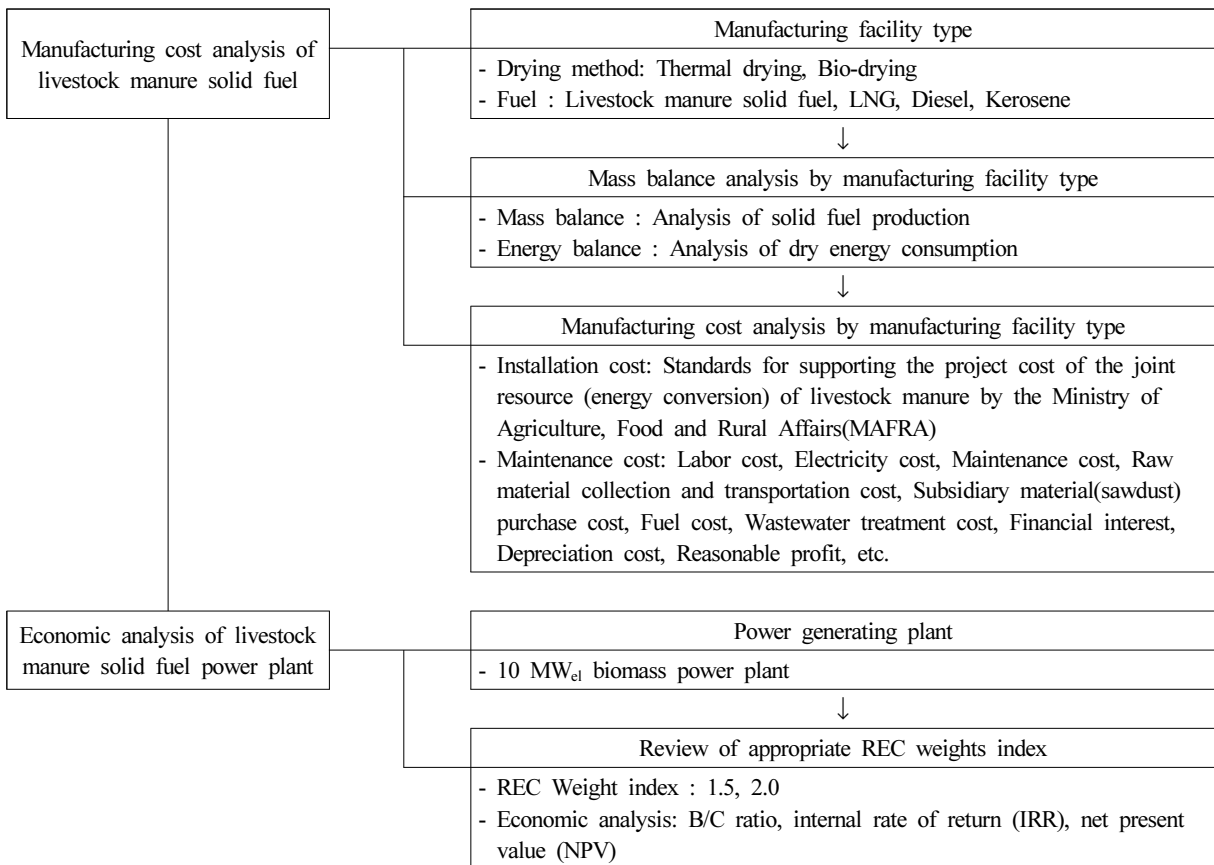 Manufacturing cost analysis of
livestock manure solid fuel
Manufacturing facility type
- Drying method: Thermal drying, Bio-drying
- Fuel : Livestock manure solid fuel, LNG, Diesel, Kerosene
↓
Mass balance analysis by manufacturing facility type
- Mass balance : Analysis of solid fuel production
- Energy balance : Analysis of dry energy consumption
↓
Manufacturing cost analysis by manufacturing facility type
- Installation cost: Standards for supporting the project cost of the joint
resource (energy conversion) of livestock manure by the Ministry of
Agriculture, Food and Rural Affairs(MAFRA)
- Maintenance cost: Labor cost, Electricity cost, Maintenance cost, Raw
material collection and transportation cost, Subsidiary material(sawdust)
purchase cost, Fuel cost, Wastewater treatment cost, Financial interest,
Depreciation cost, Reasonable profit, etc.
Economic analysis of livestock
manure solid fuel power plant
Power generating plant
- 10 MWel biomass power plant
↓
Review of appropriate REC weights index
- REC Weight index : 1.5, 2.0
- Economic analysis: B/C ratio, internal rate of return (IRR), net present
value (NPV)